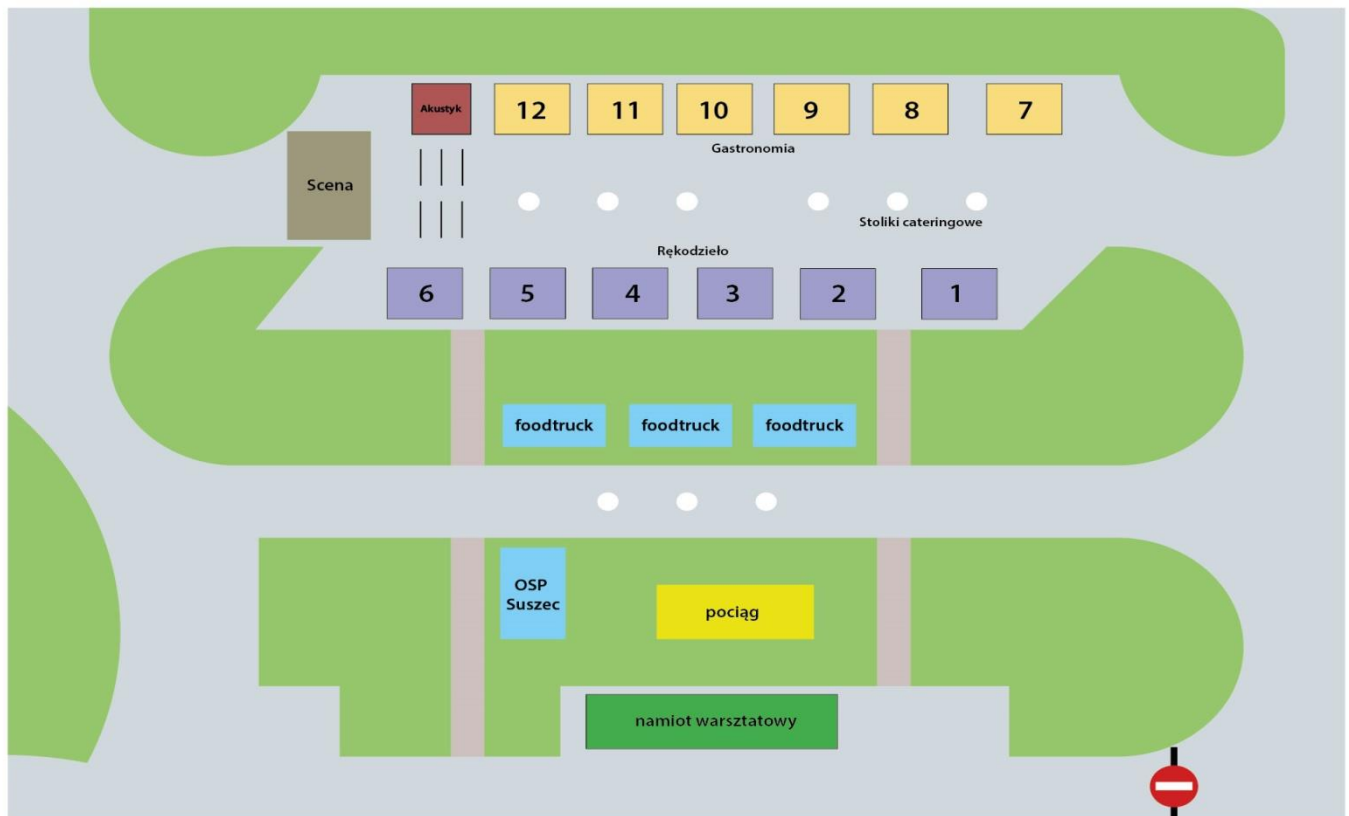 Akustyk
12
11
10
9
8
7
Gastronomia
Scena
Stoliki cateringowe
Rękodzieło
6
5
4
3
2
1
foodtruck
foodtruck
foodtruck
OSP
Suszec
pociąg
namiot warsztatowy